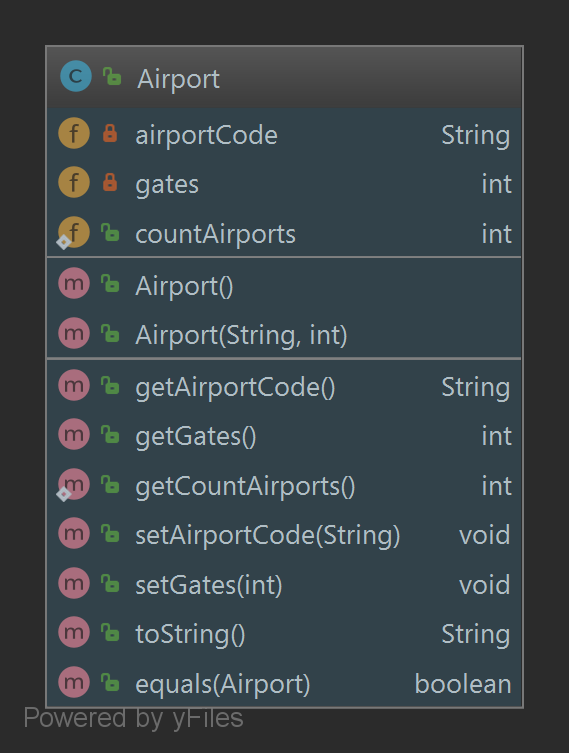 C Airport
f airportCode String
f gates int
f countAirports int
m Airport()
m Airport(String, int)
m getAirportCode() String
m getGates() int
m getCountAirports() int
m setAirportCode(String) void
m setGates(int) void
m toString() String
m equals(Airport) boolean
Powered by yFiles